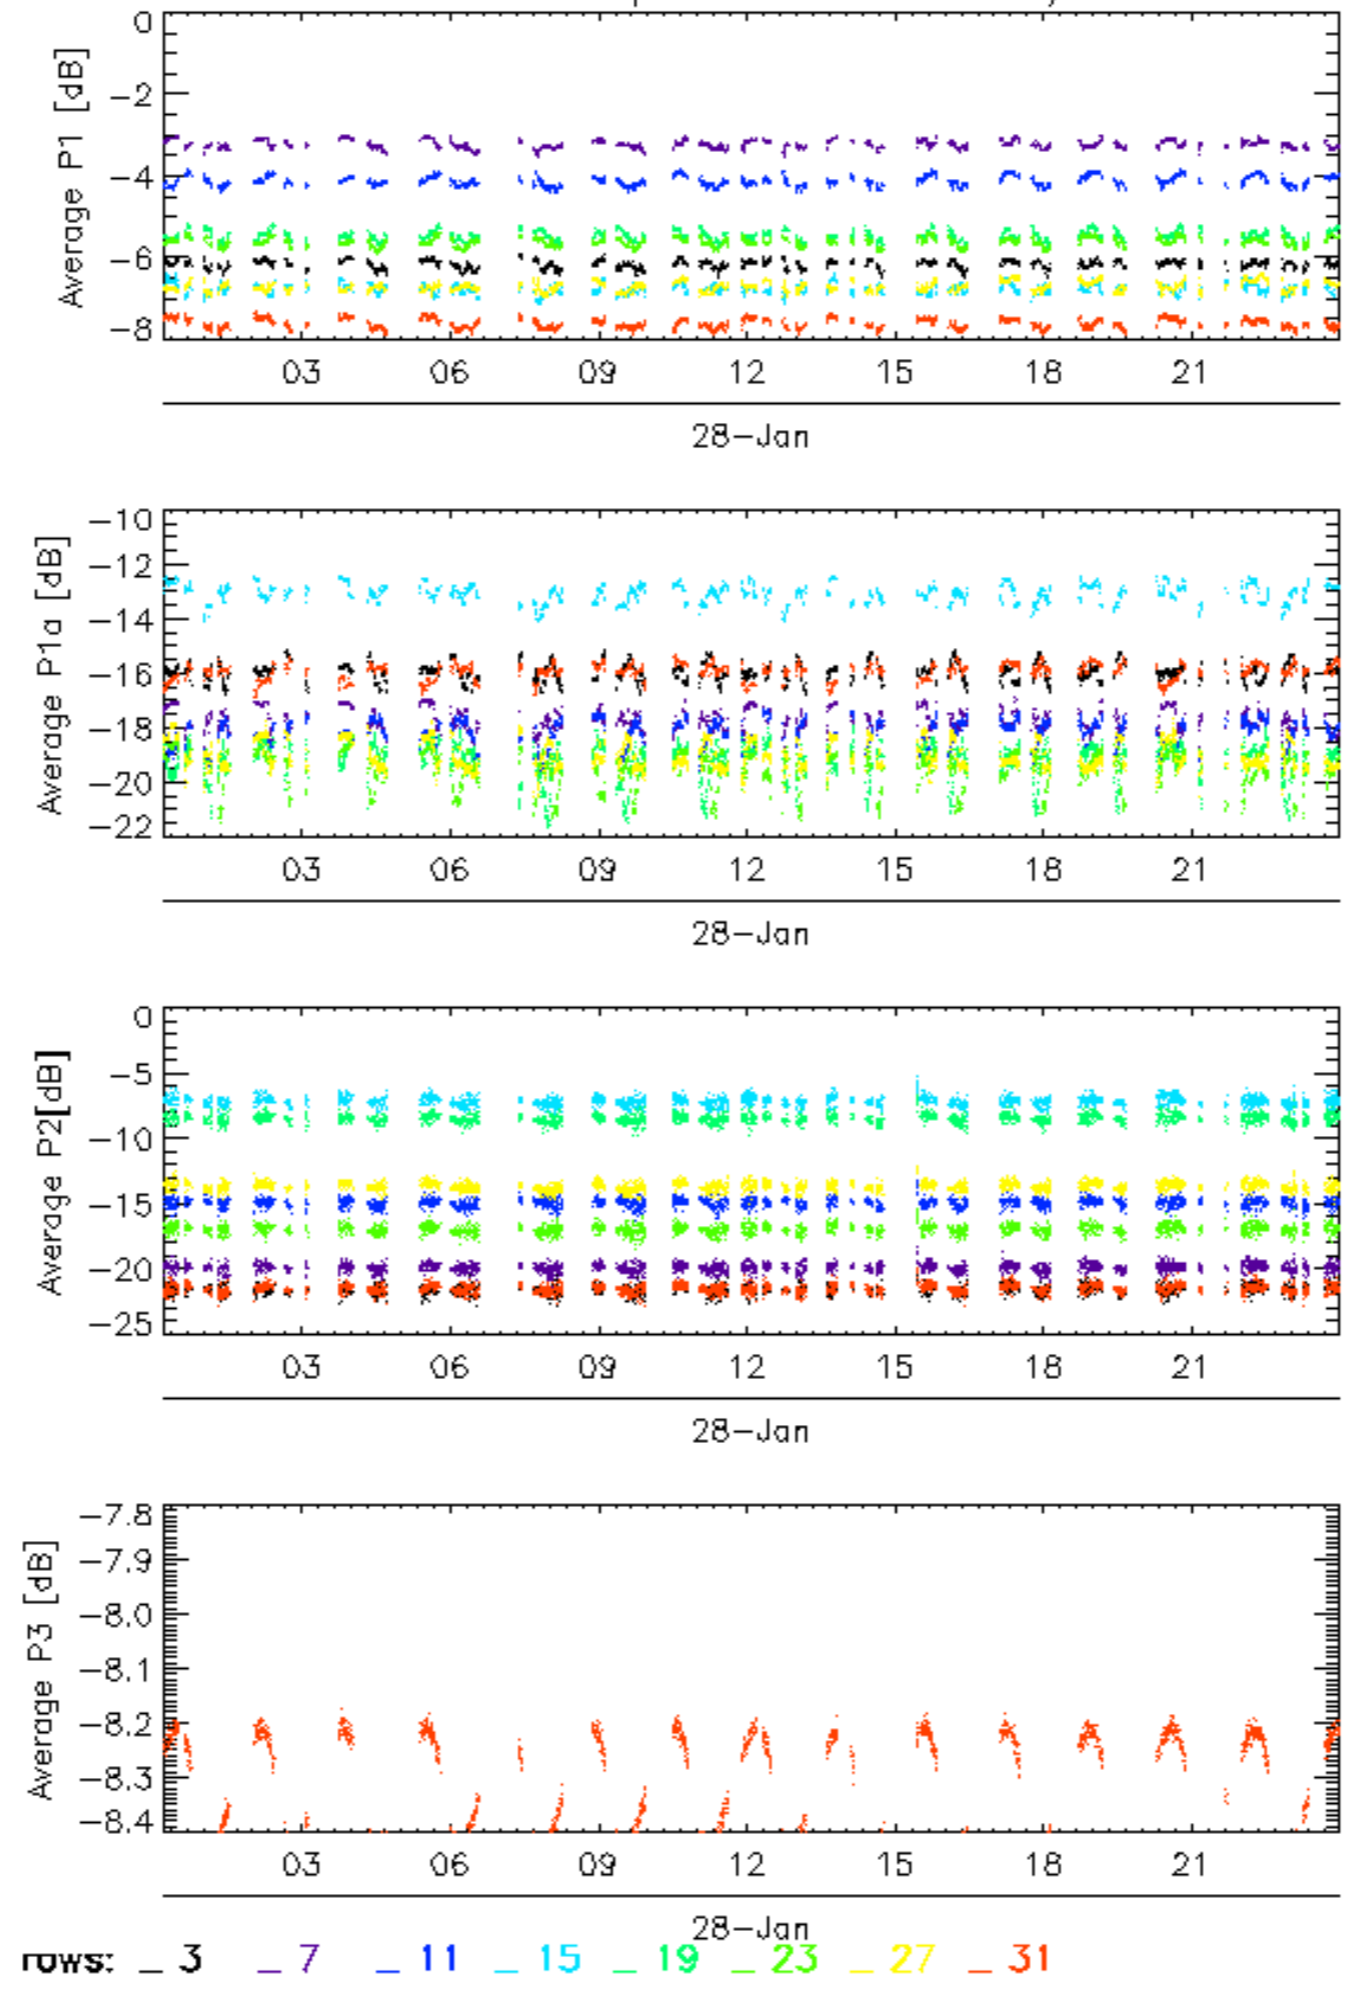 0
−2
−4
−6
−8
Average P1 [dB]
03 06 09 12 15 18 21
28−Jan
−10
−12
−14
−16
−18
−20
−22
Average P1a [dB]
03 06 09 12 15 18 21
28−Jan
0
−5
−10
−15
−20
−25
Average P2[dB]
03 06 09 12 15 18 21
28−Jan
−7.8
−7.9
−8.0
−8.1
−8.2
−8.3
−8.4
Average P3 [dB]
03 06 09 12 15 18 21
28−Jan
rows: _ 3 _ 7 _ 11 _ 15 _ 19 _ 23 _ 27 _ 31